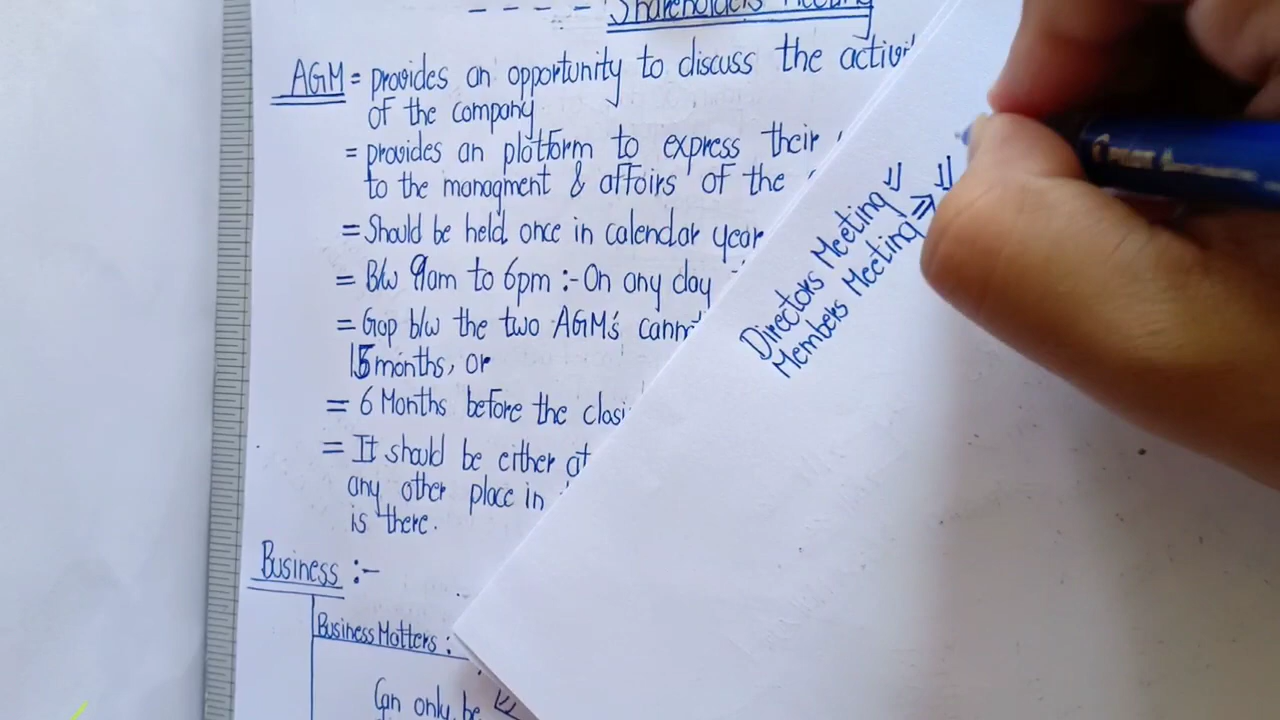 Shareholders Meeting
AGM = provides an opportunity to discuss the
of the company
= provides an platform to express their
to the managment & affairs of the
= Should be held once in calendar year
= B/w 9am to 6pm :- On any day
= Gap b/w the two AGM's
15 months, or
= 6 Months before the
= It should be either at
any other place in
is there.
Business :-
Business Matters :
Can only be
Directors Meeting
Members Meeting ⇒